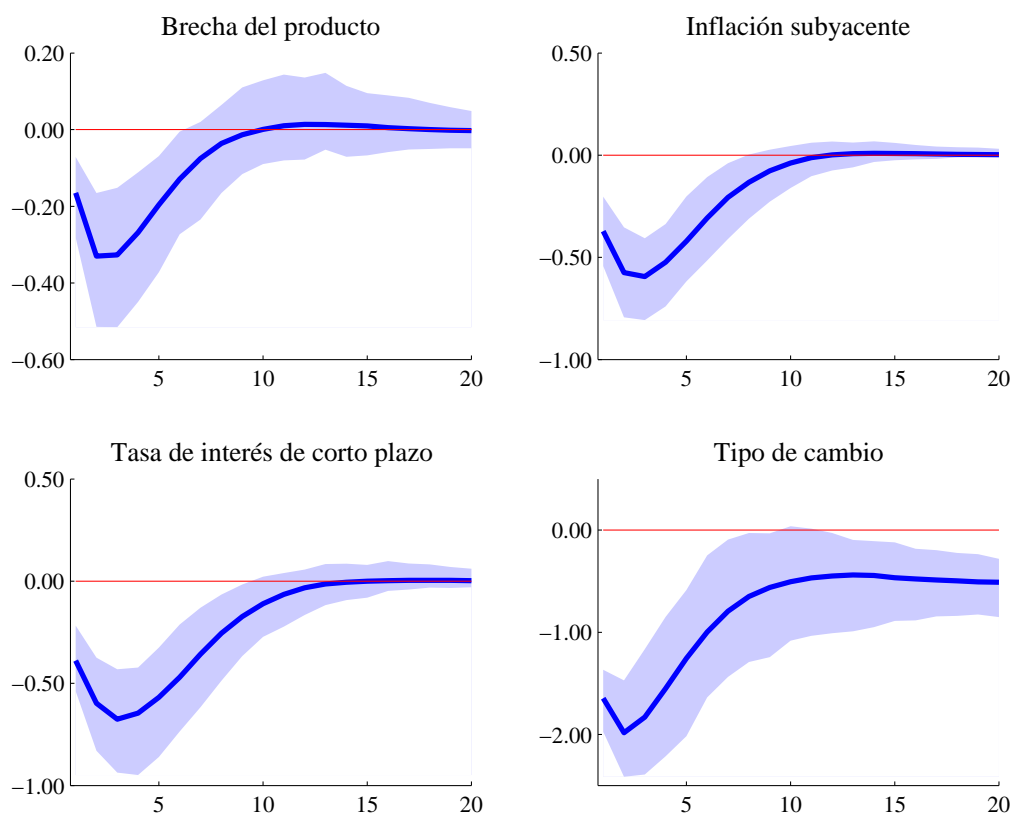 Brecha del producto
0.20
0.00
−0.20
−0.40
−0.60
5 10 15 20
Inflación subyacente
0.50
0.00
−0.50
−1.00
5 10 15 20
Tasa de interés de corto plazo
0.50
0.00
−0.50
−1.00
5 10 15 20
Tipo de cambio
0.00
−1.00
−2.00
5 10 15 20